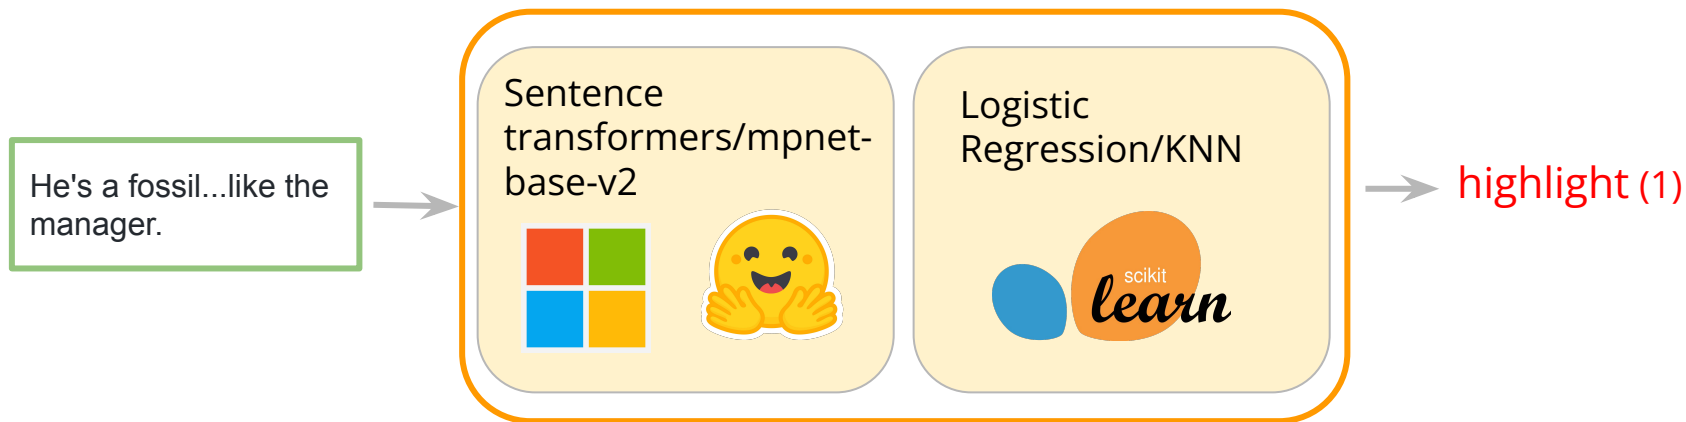 He's a fossil...like the
manager.
Sentence
transformers/mpnet-
base-v2
Logistic
Regression/KNN
scikit
learn
highlight (1)